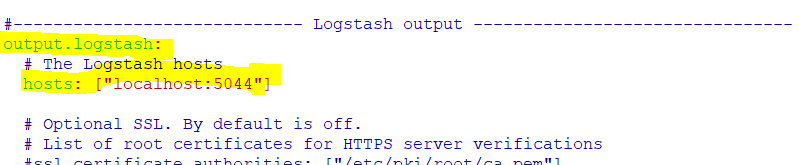 #----------------------------- Logstash output --------------------------------
output.logstash:
# The Logstash hosts
hosts: ["localhost:5044"]
# Optional SSL. By default is off.
# List of root certificates for HTTPS server verifications
#ssl.certificate_authorities: ["/etc/pki/root/ca.pem"]